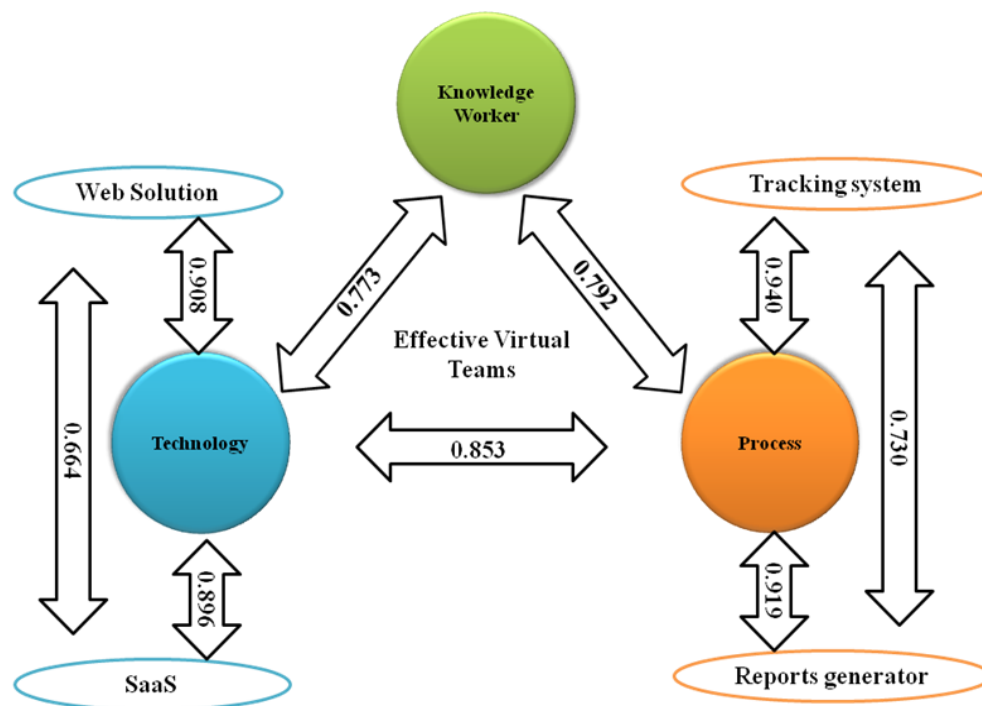 Knowledge
Worker
Web Solution
Tracking system
0.908
0.773
0.792
0.940
Effective Virtual
Teams
0.664
Technology
0.853
Process
0.730
0.896
0.919
SaaS
Reports generator